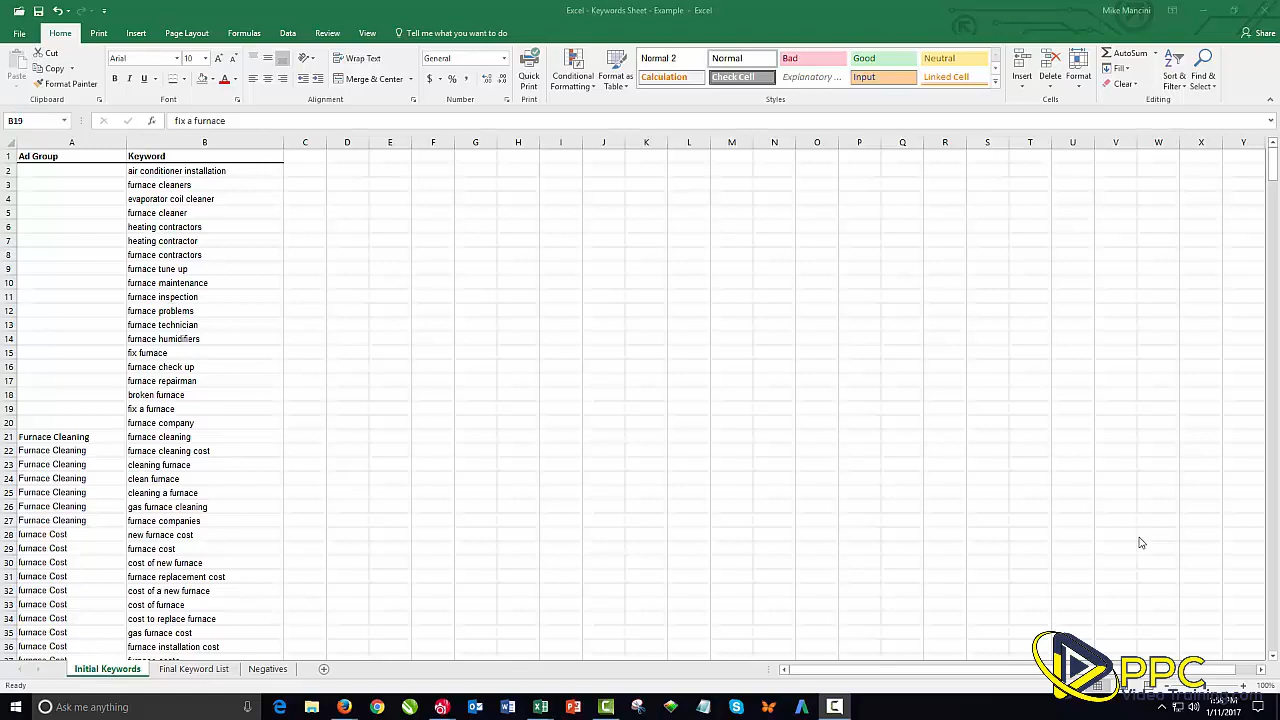 Excel - Keywords Sheet - Example - Excel
Mike Mancini
File Home Print Insert Page Layout Formulas Data Review View Tell me what you want to do Share
Paste
Cut
Copy
Format Painter
Clipboard
Arial 10
B I U
Font
Wrap Text
Merge & Center
Alignment
General
$ % ,
Number
Quick Print
Print
Conditional Formatting
Format as Table
Normal 2 Normal Bad Good Neutral
Calculation Check Cell Explanatory ... Input Linked Cell
Styles
Insert Delete Format
Cells
AutoSum
Fill
Clear
Sort & Filter
Find & Select
Editing
B19 fx fix a furnace
A B C D E F G H I J K L M N O P Q R S T U V W X Y
1 Ad Group Keyword
2 air conditioner installation
3 furnace cleaners
4 evaporator coil cleaner
5 furnace cleaner
6 heating contractors
7 heating contractor
8 furnace contractors
9 furnace tune up
10 furnace maintenance
11 furnace inspection
12 furnace problems
13 furnace technician
14 furnace humidifiers
15 fix furnace
16 furnace check up
17 furnace repairman
18 broken furnace
19 fix a furnace
20 furnace company
21 Furnace Cleaning furnace cleaning
22 Furnace Cleaning furnace cleaning cost
23 Furnace Cleaning cleaning furnace
24 Furnace Cleaning clean furnace
25 Furnace Cleaning cleaning a furnace
26 Furnace Cleaning gas furnace cleaning
27 Furnace Cleaning furnace companies
28 furnace Cost new furnace cost
29 furnace Cost furnace cost
30 furnace Cost cost of new furnace
31 furnace Cost furnace replacement cost
32 furnace Cost cost of a new furnace
33 furnace Cost cost of furnace
34 furnace Cost cost to replace furnace
35 furnace Cost gas furnace cost
36 furnace Cost furnace installation cost
Initial Keywords Final Keyword List Negatives
Ready 100%
PPC
Video Training.com
Ask me anything
1/11/2017